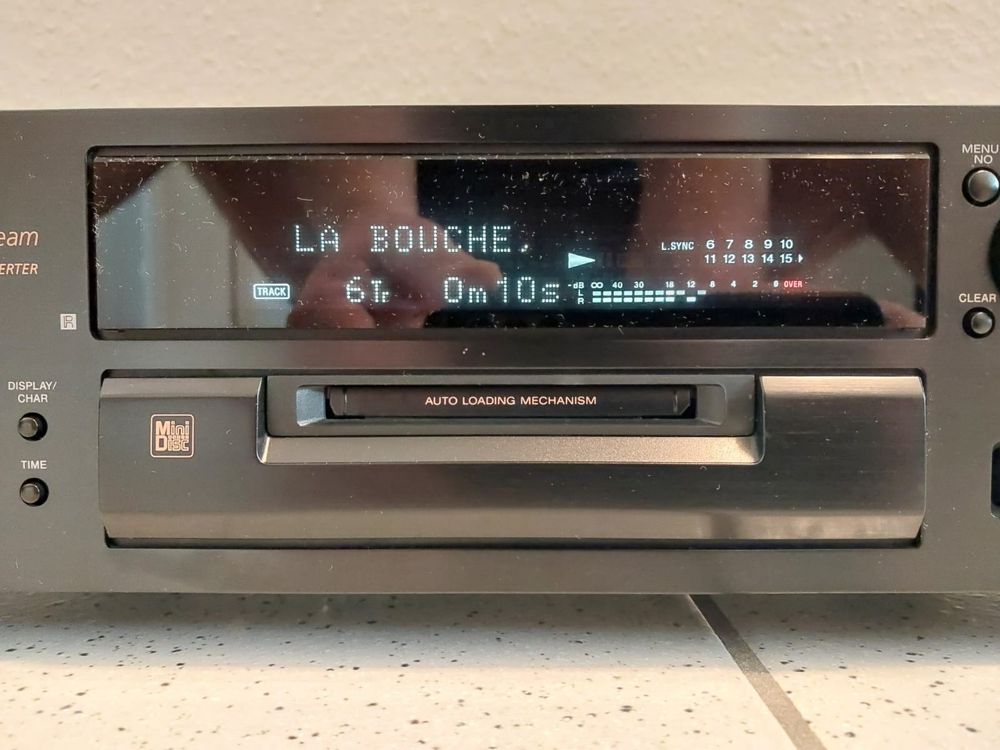 eam
ERTER
R
DISPLAY/
CHAR
TIME
LA BOUCHE,
TRACK 6Tr 0m10s
L.SYNC 6 7 8 9 10
11 12 13 14 15
-dB ∞ 40 30 18 12 8 4 2 0 OVER
L
R
AUTO LOADING MECHANISM
Mini
Disc
MENU
NO
CLEAR